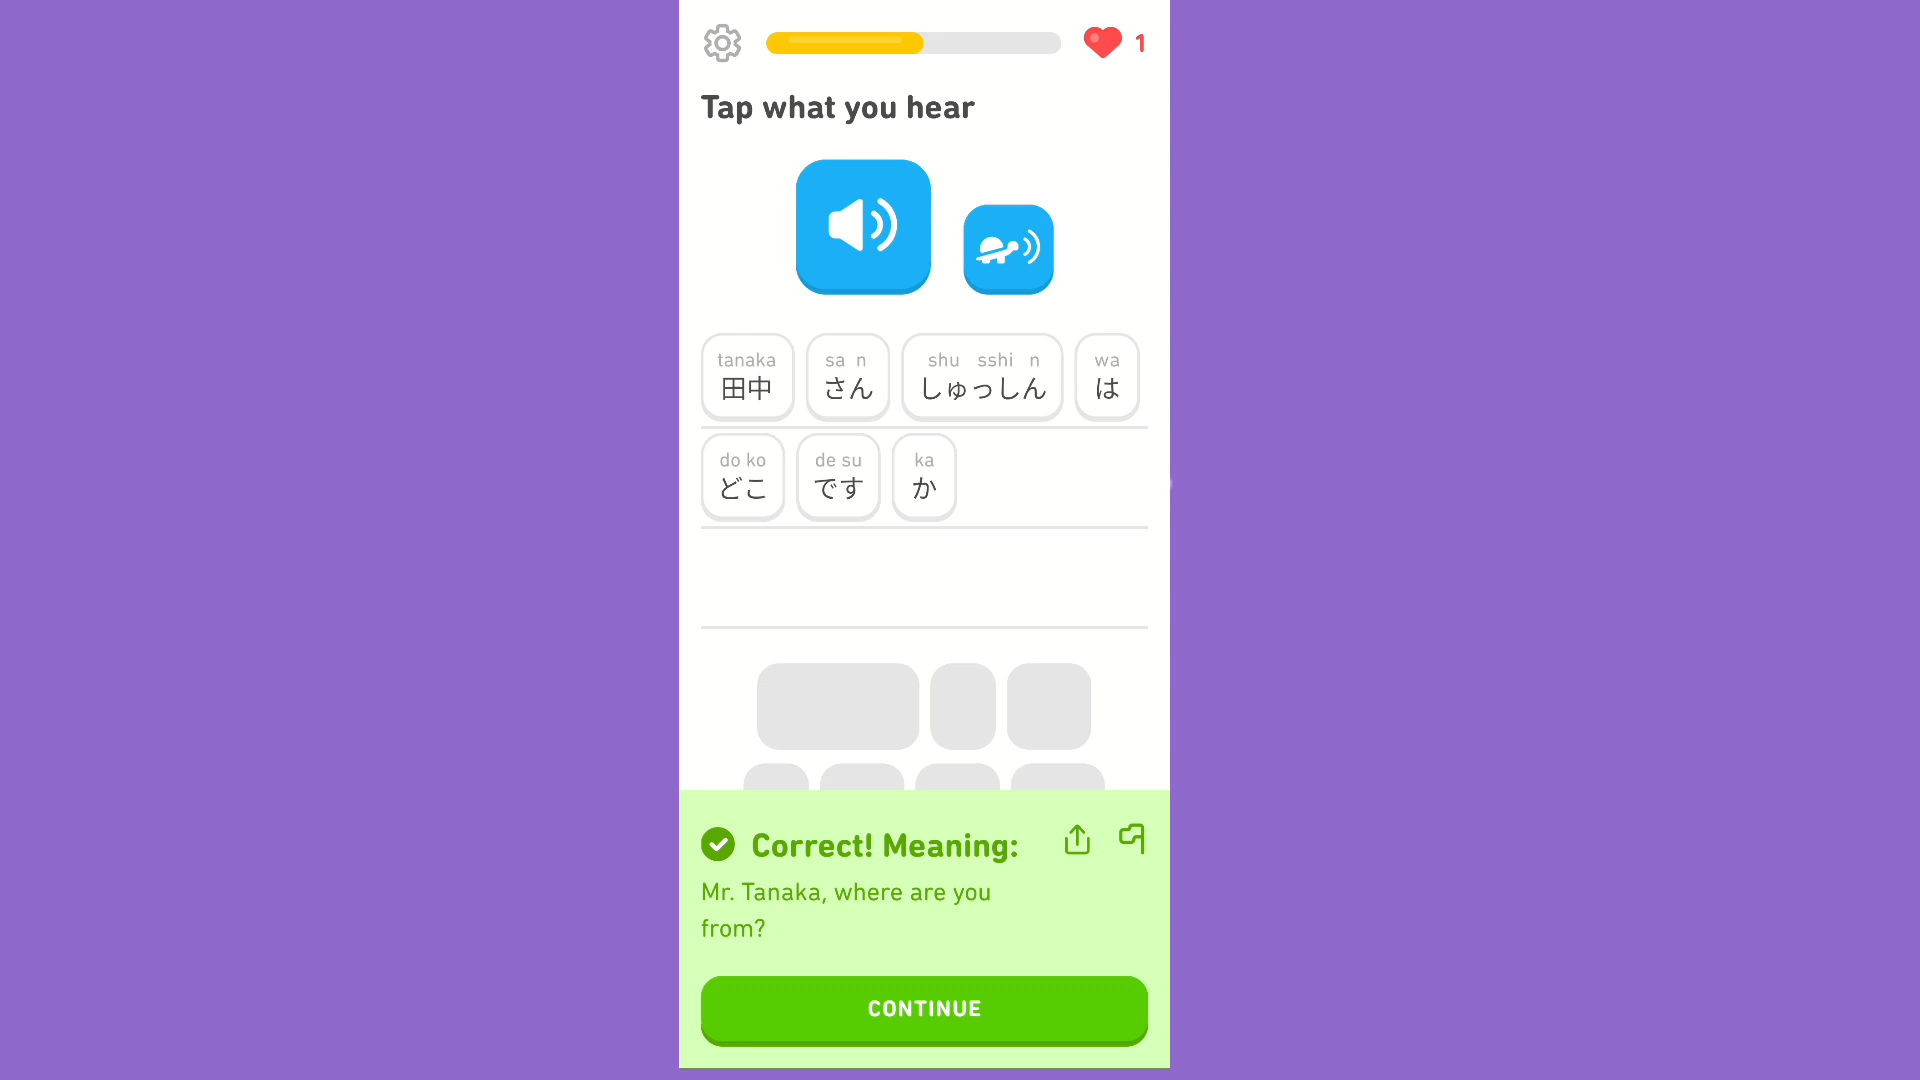 1
Tap what you hear
tanaka sa n shu sshi n wa
田中 さん しゅっしん は
do ko de su ka
どこ です か
Correct! Meaning:
Mr. Tanaka, where are you
from?
CONTINUE